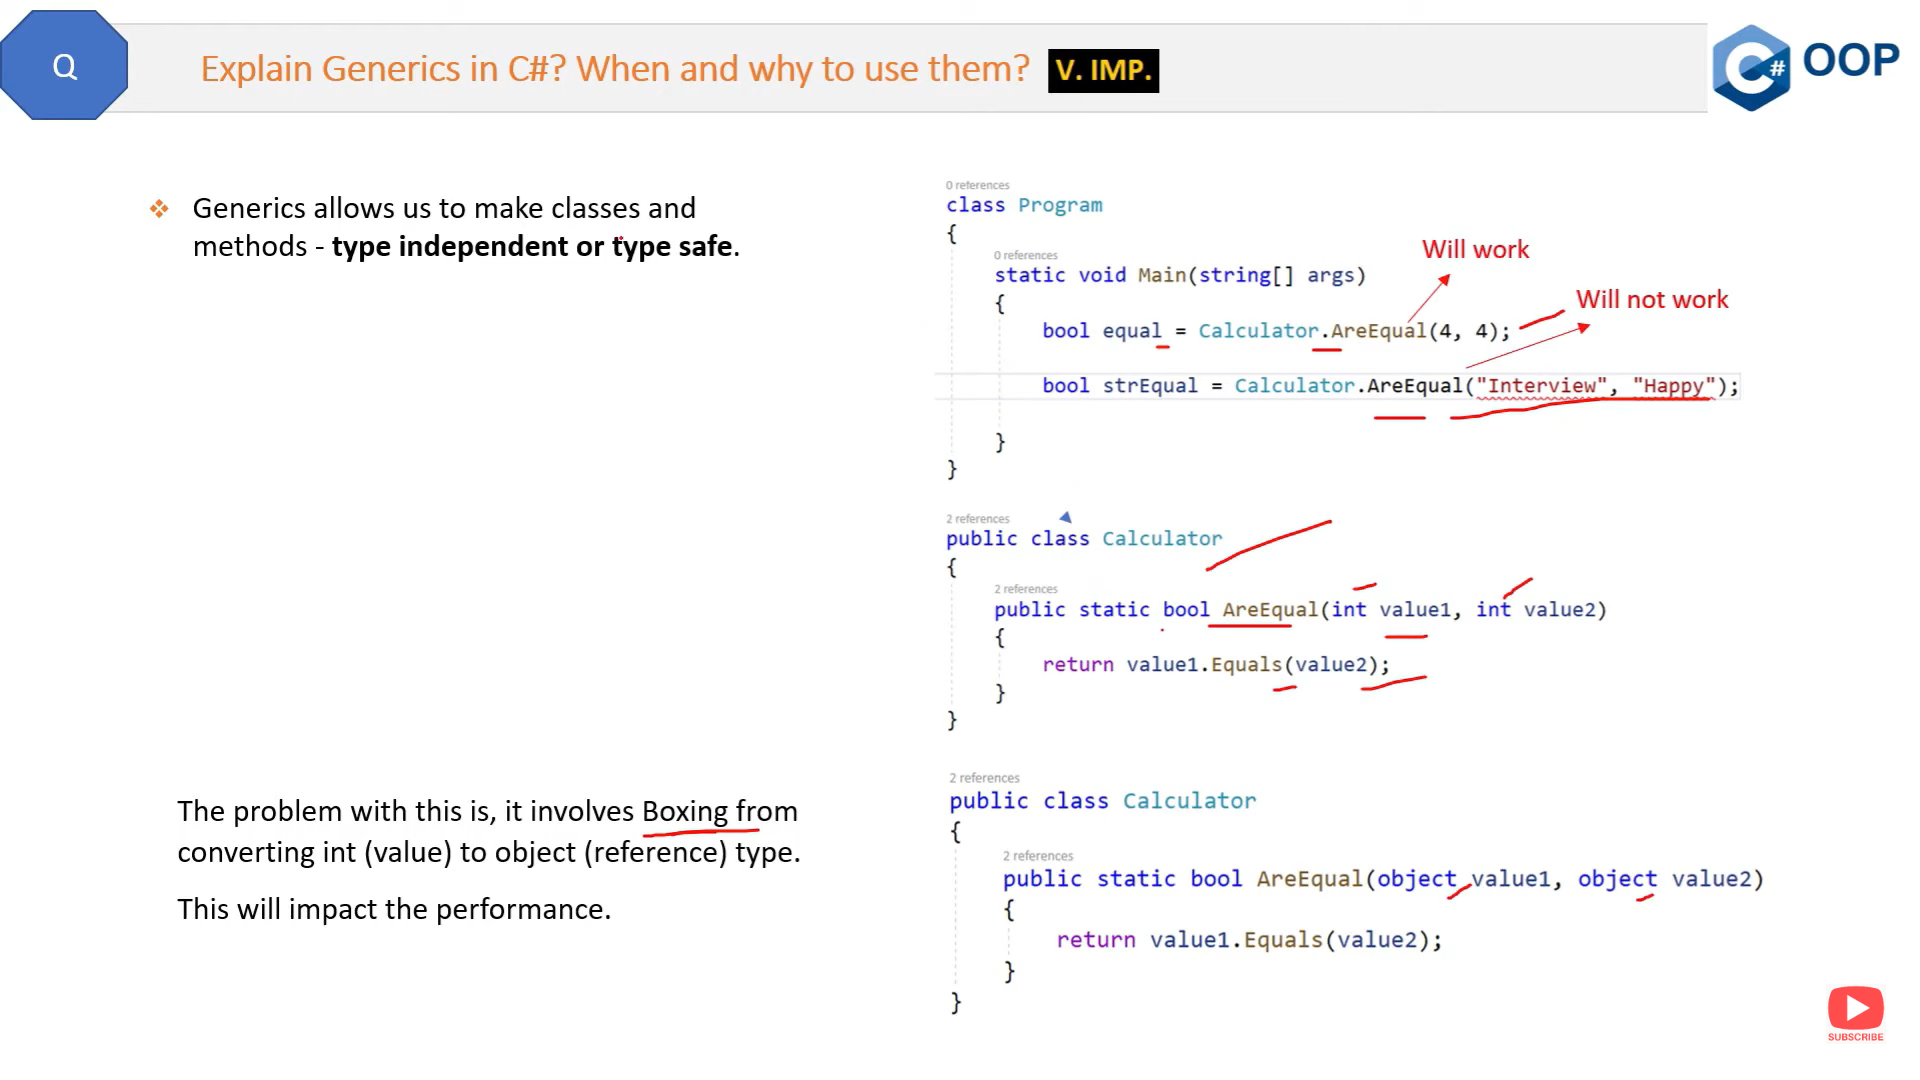 Q
Explain Generics in C#? When and why to use them?
V. IMP.
C#
OOP
❖ Generics allows us to make classes and
methods - type independent or type safe.
0 references
class Program
{
0 references
static void Main(string[] args)
{
Will work
Will not work
bool equal = Calculator.AreEqual(4, 4);
bool strEqual = Calculator.AreEqual("Interview", "Happy");
}
}
2 references
public class Calculator
{
2 references
public static bool AreEqual(int value1, int value2)
{
return value1.Equals(value2);
}
}
The problem with this is, it involves Boxing from
converting int (value) to object (reference) type.
This will impact the performance.
2 references
public class Calculator
{
2 references
public static bool AreEqual(object value1, object value2)
{
return value1.Equals(value2);
}
}
SUBSCRIBE